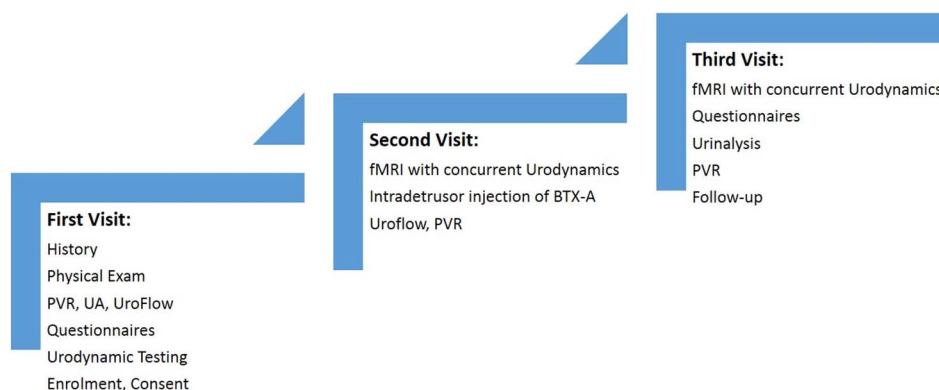 First Visit:
History
Physical Exam
PVR, UA, UroFlow
Questionnaires
Urodynamic Testing
Enrolment, Consent
Second Visit:
fMRI with concurrent Urodynamics
Intradetrusor injection of BTX-A
Uroflow, PVR
Third Visit:
fMRI with concurrent Urodynamics
Questionnaires
Urinalysis
PVR
Follow-up